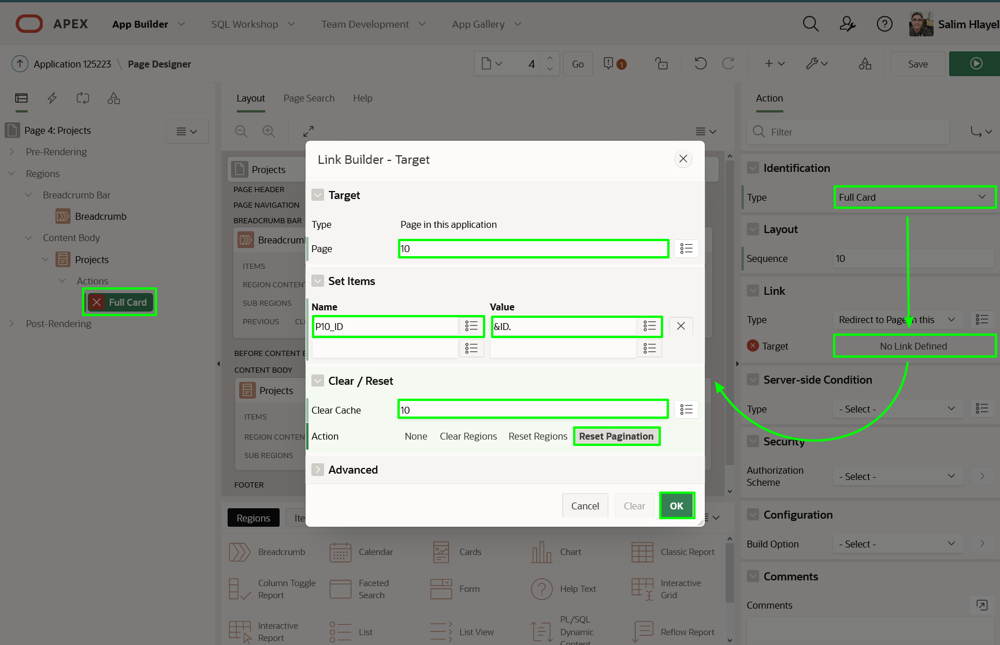 APEX App Builder SQL Workshop Team Development App Gallery Salim Hlayel
Application 125223 \ Page Designer 4 Go 1 Save
Page 4: Projects
Pre-Rendering
Regions
Breadcrumb Bar
Breadcrumb
Content Body
Projects
Actions
Full Card
Post-Rendering
Layout Page Search Help
Projects
PAGE HEADER
PAGE NAVIGATION
BREADCRUMB BAR
Breadcrum
ITEMS
REGION CONTENT
SUB REGIONS
PREVIOUS CLO
BEFORE CONTENT B
CONTENT BODY
Projects
ITEMS
REGION CONTEN
SUB REGIONS
FOOTER
Link Builder - Target
Target
Type Page in this application
Page 10
Set Items
Name Value
P10_ID &ID.
Clear / Reset
Clear Cache 10
Action None Clear Regions Reset Regions Reset Pagination
Advanced
Cancel Clear OK
Regions Ite
Breadcrumb Calendar Cards Chart Classic Report
Column Toggle Report Faceted Search Form Help Text Interactive Grid
Interactive Report List List View PL/SQL Dynamic Content Reflow Report
Action
Filter
Identification
Type Full Card
Layout
Sequence 10
Link
Type Redirect to Page in this
Target No Link Defined
Server-side Condition
Type - Select -
Security
Authorization Scheme - Select -
Configuration
Build Option - Select -
Comments
Comments